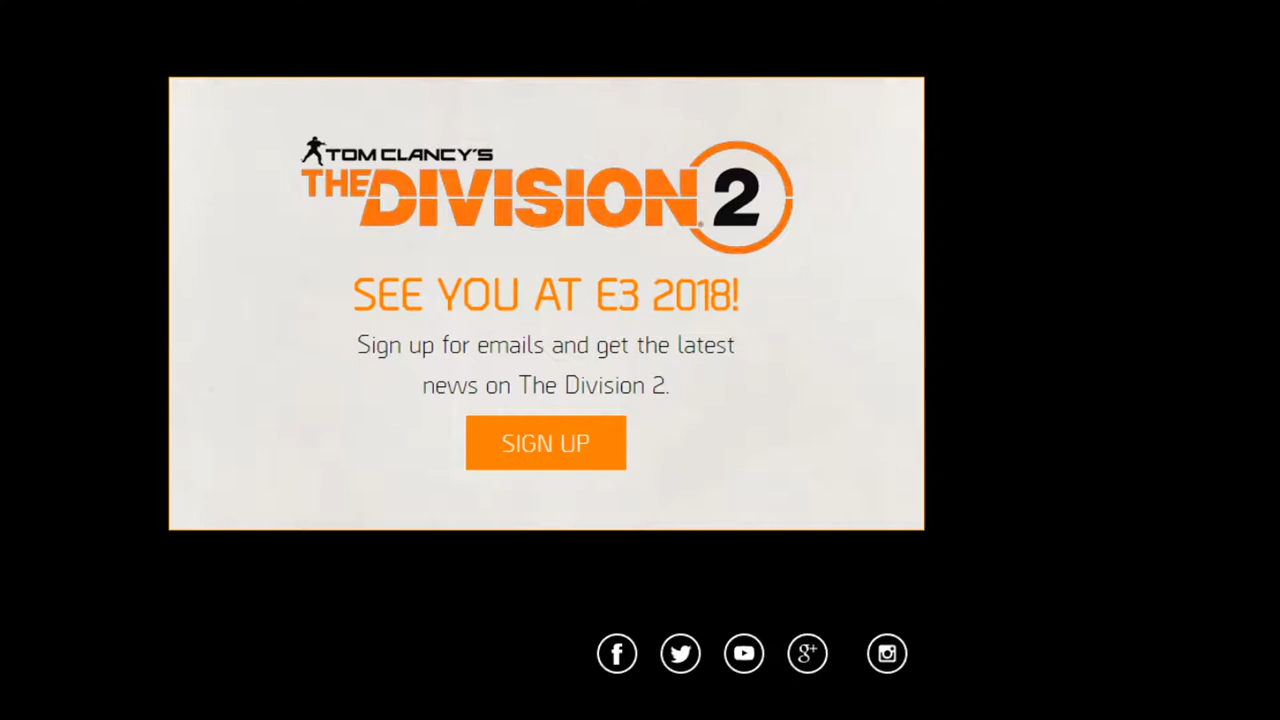 TOM CLANCY'S
THE DIVISION 2
SEE YOU AT E3 2018!
Sign up for emails and get the latest
news on The Division 2.
SIGN UP
f
g+